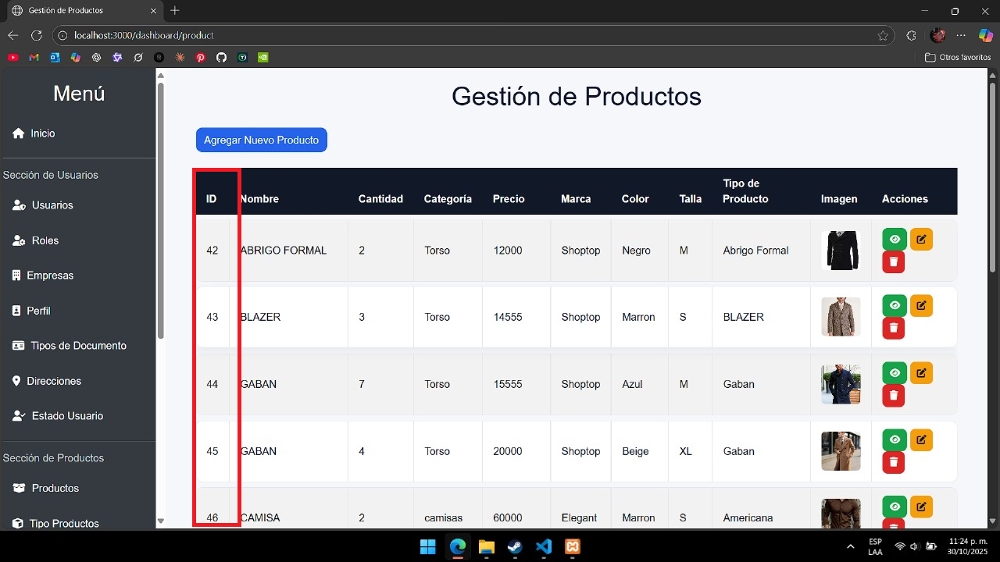 Gestión de Productos
localhost:3000/dashboard/product
Otros favoritos
Menú
Inicio
Sección de Usuarios
Usuarios
Roles
Empresas
Perfil
Tipos de Documento
Direcciones
Estado Usuario
Sección de Productos
Productos
Tipo Productos
Gestión de Productos
Agregar Nuevo Producto
ID Nombre Cantidad Categoría Precio Marca Color Talla Tipo de Producto Imagen Acciones
42 ABRIGO FORMAL 2 Torso 12000 Shoptop Negro M Abrigo Formal
43 BLAZER 3 Torso 14555 Shoptop Marron S BLAZER
44 GABAN 7 Torso 15555 Shoptop Azul M Gaban
45 GABAN 4 Torso 20000 Shoptop Beige XL Gaban
46 CAMISA 2 camisas 60000 Elegant Marron S Americana
ESP
LAA
11:24 p. m.
30/10/2025